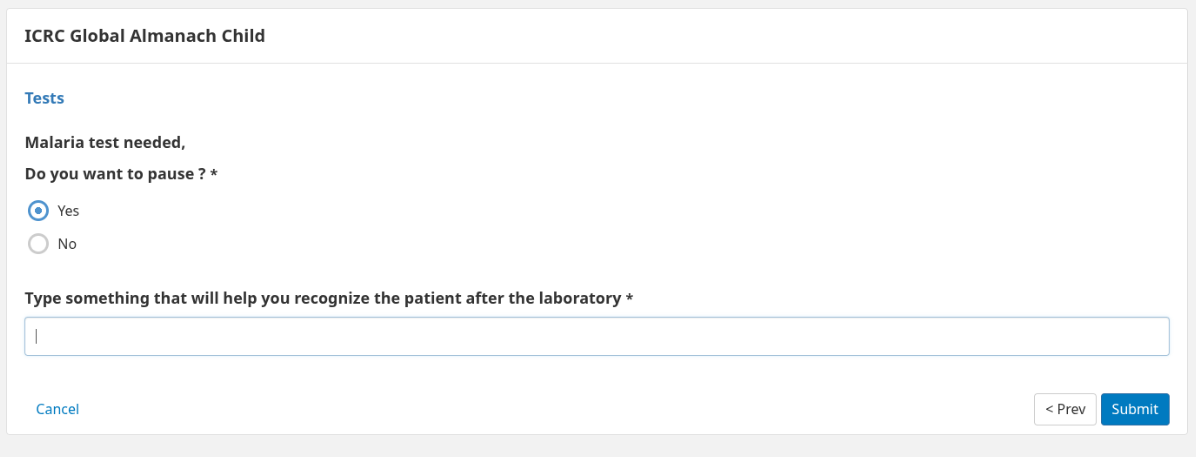 ICRC Global Almanach Child
Tests
Malaria test needed,
Do you want to pause ? *
Yes
No
Type something that will help you recognize the patient after the laboratory *
Cancel
< Prev
Submit